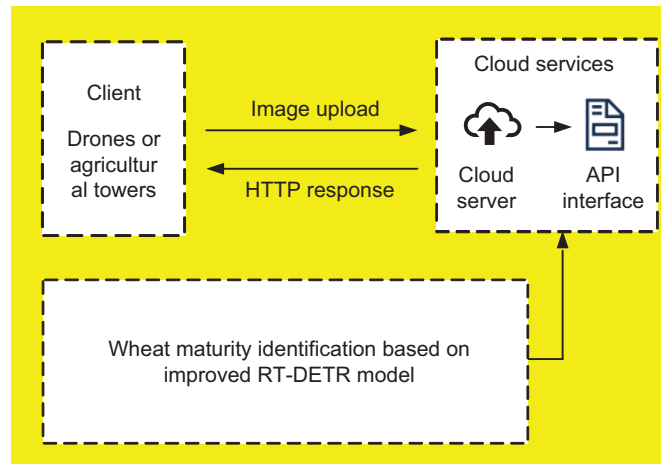 Client
Drones or
agricultur
al towers
Image upload
HTTP response
Cloud services
Cloud
server
API
interface
Wheat maturity identification based on
improved RT-DETR model